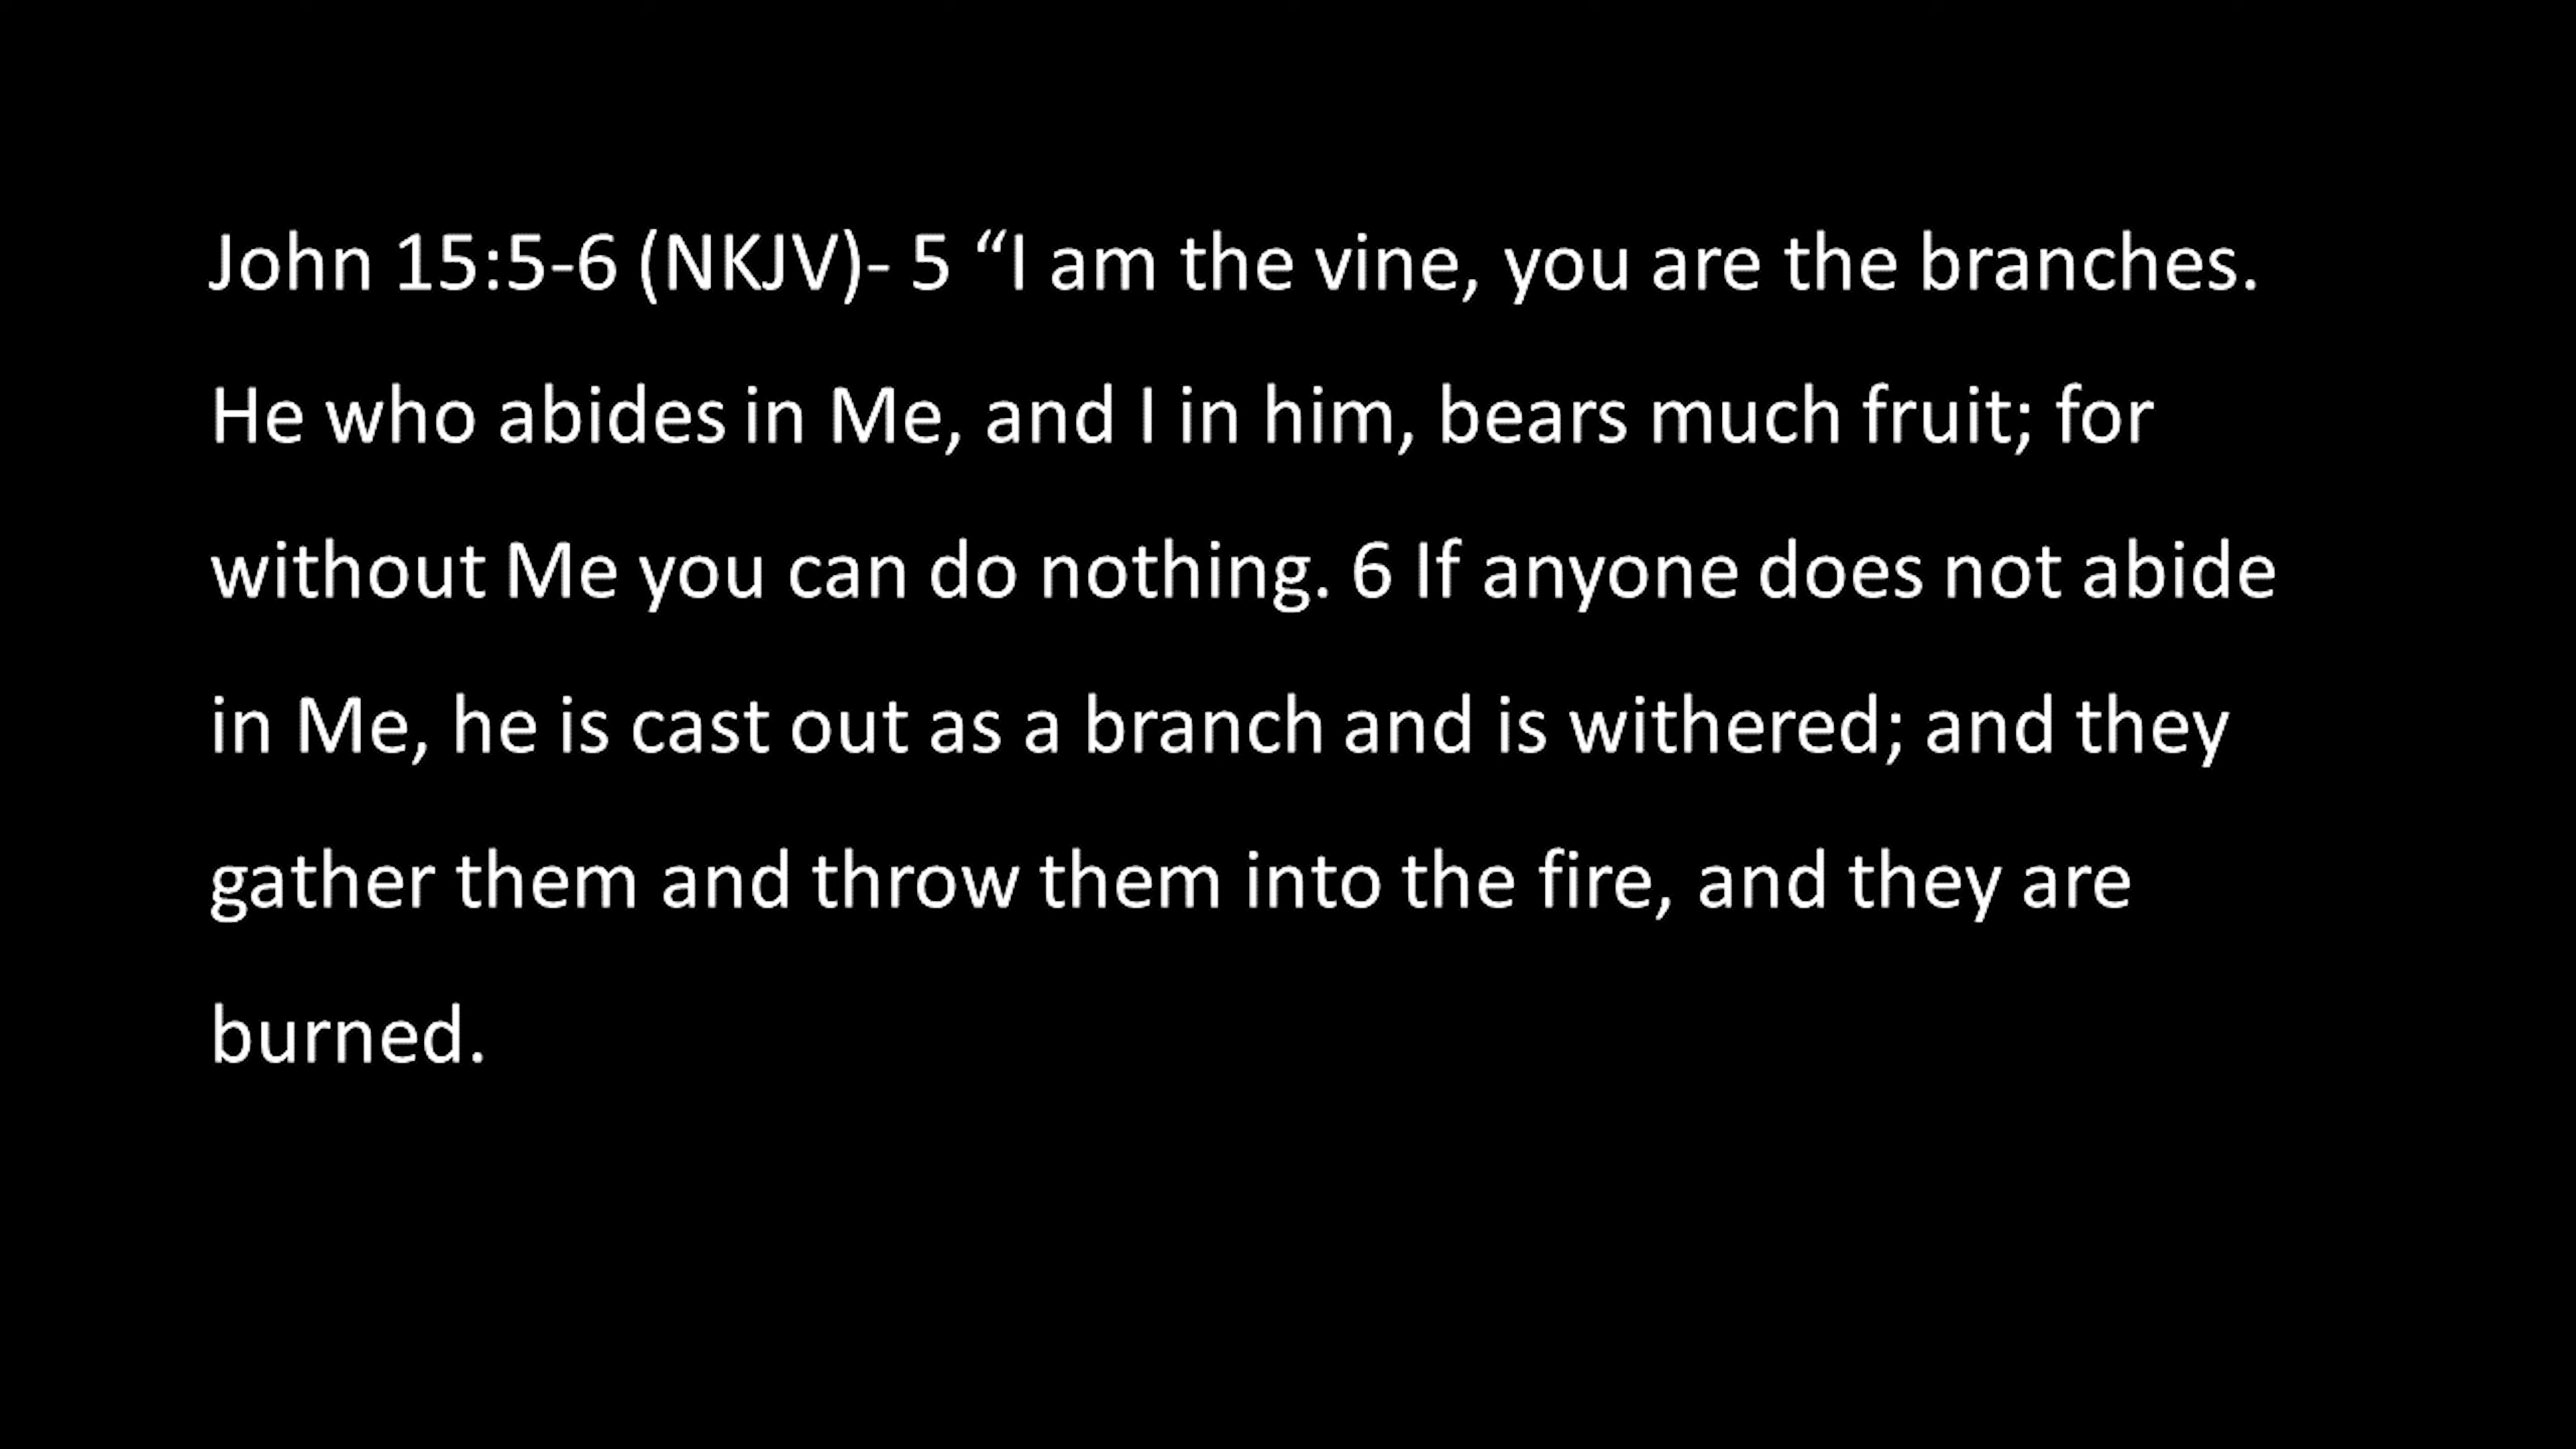 John 15:5-6 (NKJV)- 5 “I am the vine, you are the branches.
He who abides in Me, and I in him, bears much fruit; for
without Me you can do nothing. 6 If anyone does not abide
in Me, he is cast out as a branch and is withered; and they
gather them and throw them into the fire, and they are
burned.